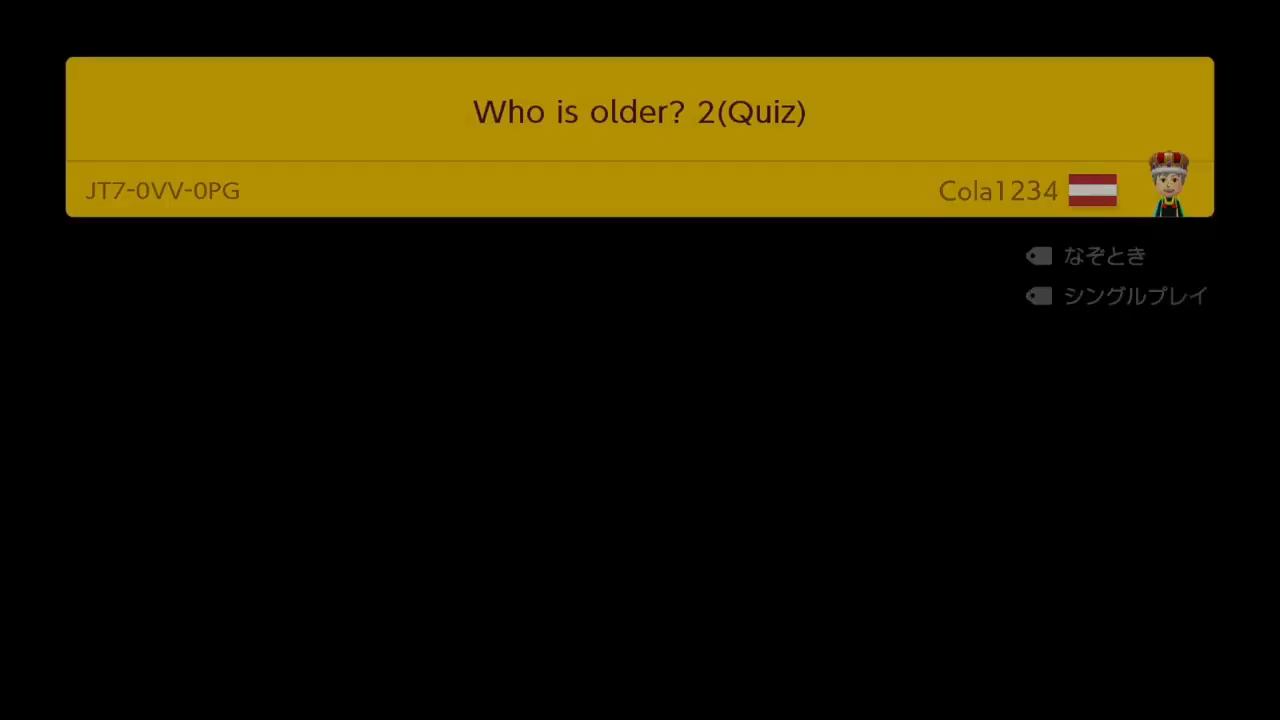 Who is older? 2(Quiz)
JT7-0VV-0PG
Cola1234
なぞとき
シングルプレイ